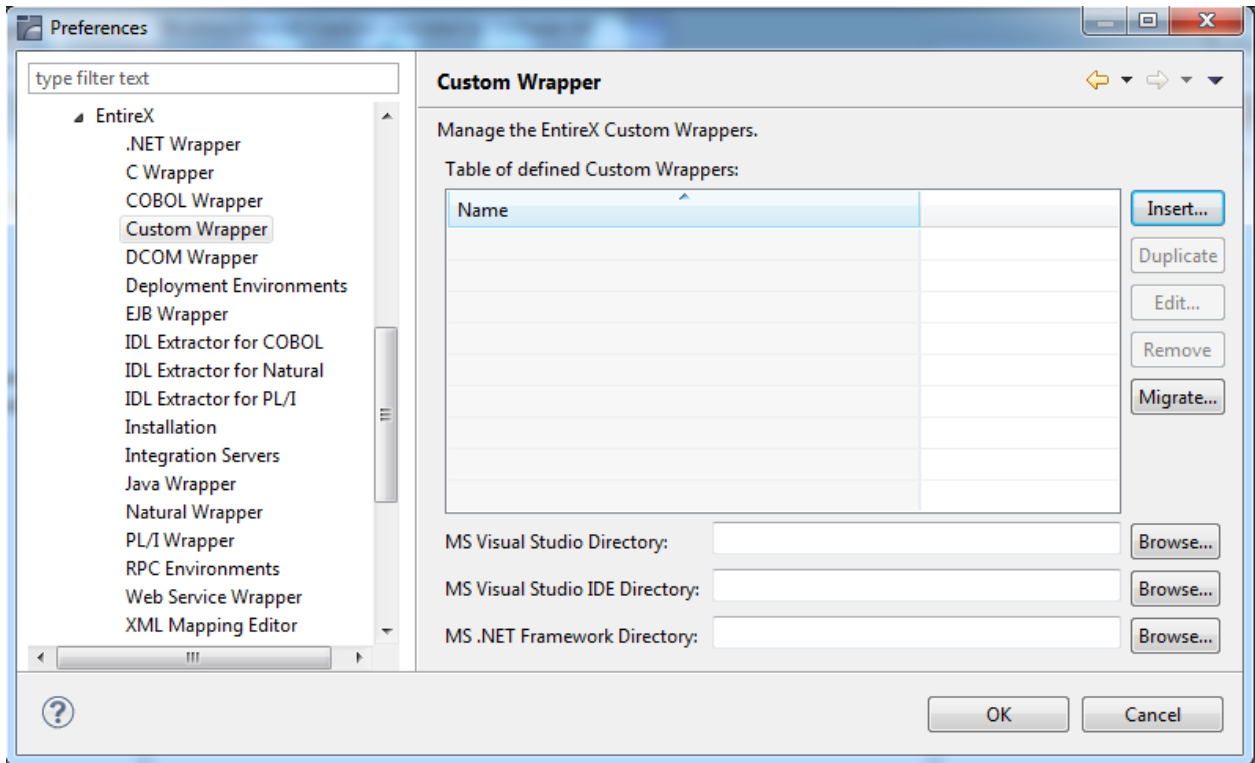 Preferences
type filter text
EntireX
.NET Wrapper
C Wrapper
COBOL Wrapper
Custom Wrapper
DCOM Wrapper
Deployment Environments
EJB Wrapper
IDL Extractor for COBOL
IDL Extractor for Natural
IDL Extractor for PL/I
Installation
Integration Servers
Java Wrapper
Natural Wrapper
PL/I Wrapper
RPC Environments
Web Service Wrapper
XML Mapping Editor
Custom Wrapper
Manage the EntireX Custom Wrappers.
Table of defined Custom Wrappers:
Name
Insert...
Duplicate
Edit...
Remove
Migrate...
MS Visual Studio Directory: Browse...
MS Visual Studio IDE Directory: Browse...
MS .NET Framework Directory: Browse...
OK Cancel